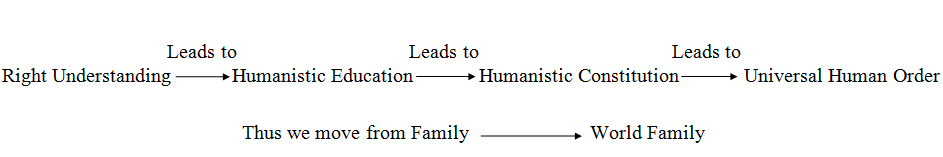 Leads to Leads to Leads to
Right Understanding Humanistic Education Humanistic Constitution Universal Human Order
Thus we move from Family World Family